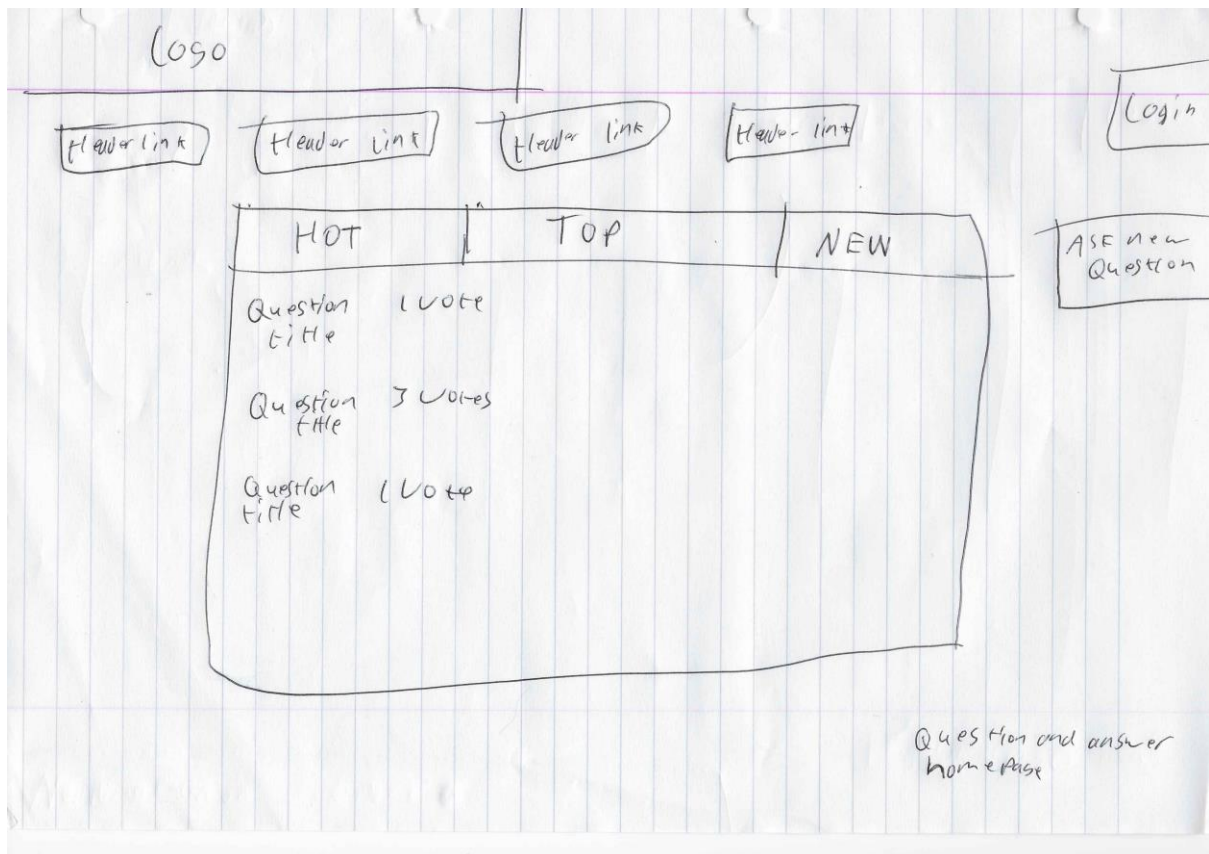 Logo
Login
Header link
Header Link
Header link
Header link
HOT
TOP
NEW
ASK new
Question
Question
title
1 Vote
Question
title
3 Votes
Question
title
1 Vote
Question and answer
homepage